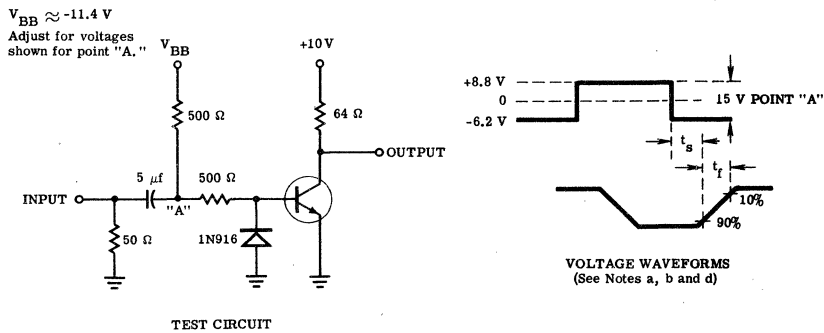 V_BB ≈ -11.4 V
Adjust for voltages
shown for point "A."
V_BB
+10 V
500 Ω
64 Ω
OUTPUT
5 μf
500 Ω
INPUT
"A"
50 Ω
1N916
TEST CIRCUIT
+8.8 V
0
15 V POINT "A"
-6.2 V
t_s
t_f
10%
90%
VOLTAGE WAVEFORMS
(See Notes a, b and d)